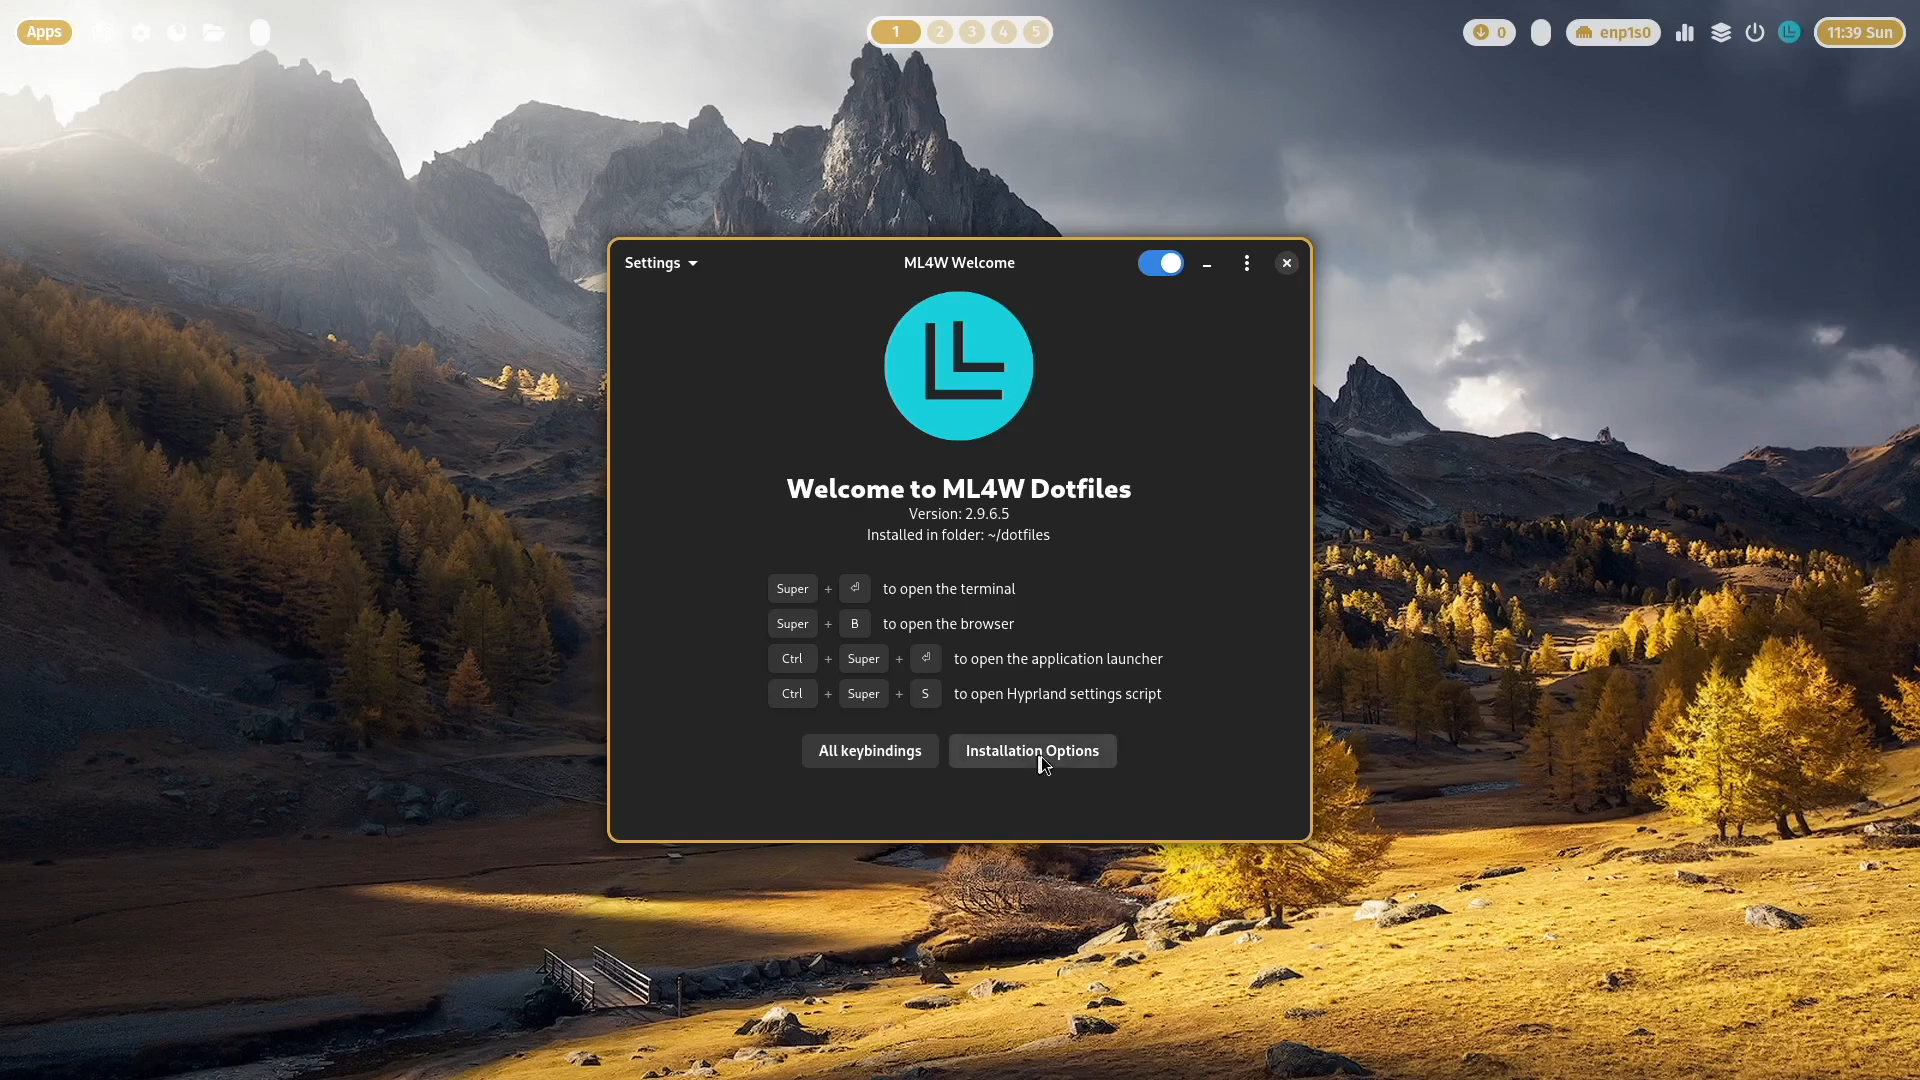 Apps
1 2 3 4 5
0
enp1s0
11:39 Sun
Settings
ML4W Welcome
Welcome to ML4W Dotfiles
Version: 2.9.6.5
Installed in folder: ~/dotfiles
Super + ⏎ to open the terminal
Super + B to open the browser
Ctrl + Super + ⏎ to open the application launcher
Ctrl + Super + S to open Hyprland settings script
All keybindings
Installation Options